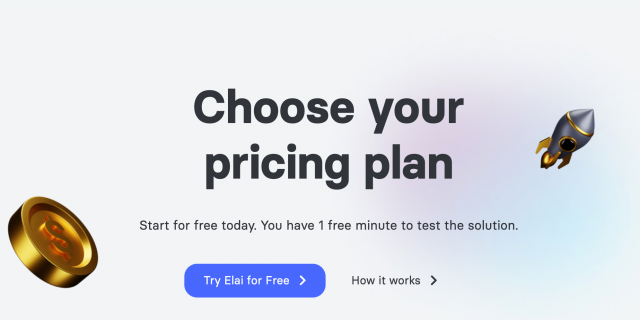 Choose your
pricing plan
Start for free today. You have 1 free minute to test the solution.
Try Elai for Free
How it works